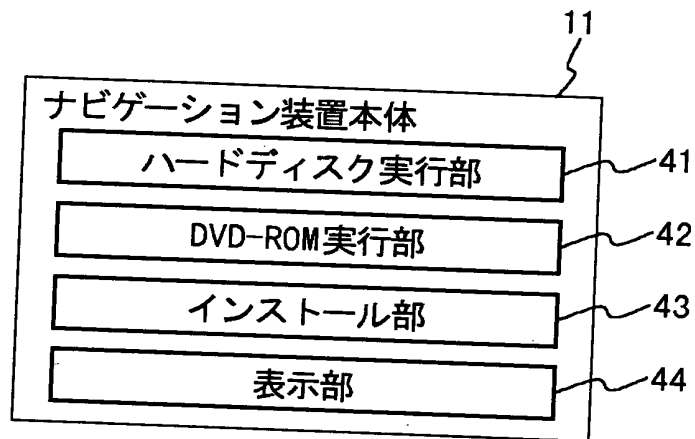 11
ナビゲーション装置本体
ハードディスク実行部
41
DVD-ROM実行部
42
インストール部
43
表示部
44